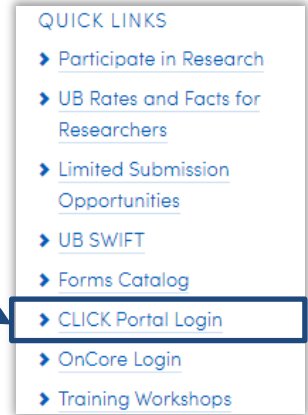 QUICK LINKS
Participate in Research
UB Rates and Facts for
Researchers
Limited Submission
Opportunities
UB SWIFT
Forms Catalog
CLICK Portal Login
OnCore Login
Training Workshops